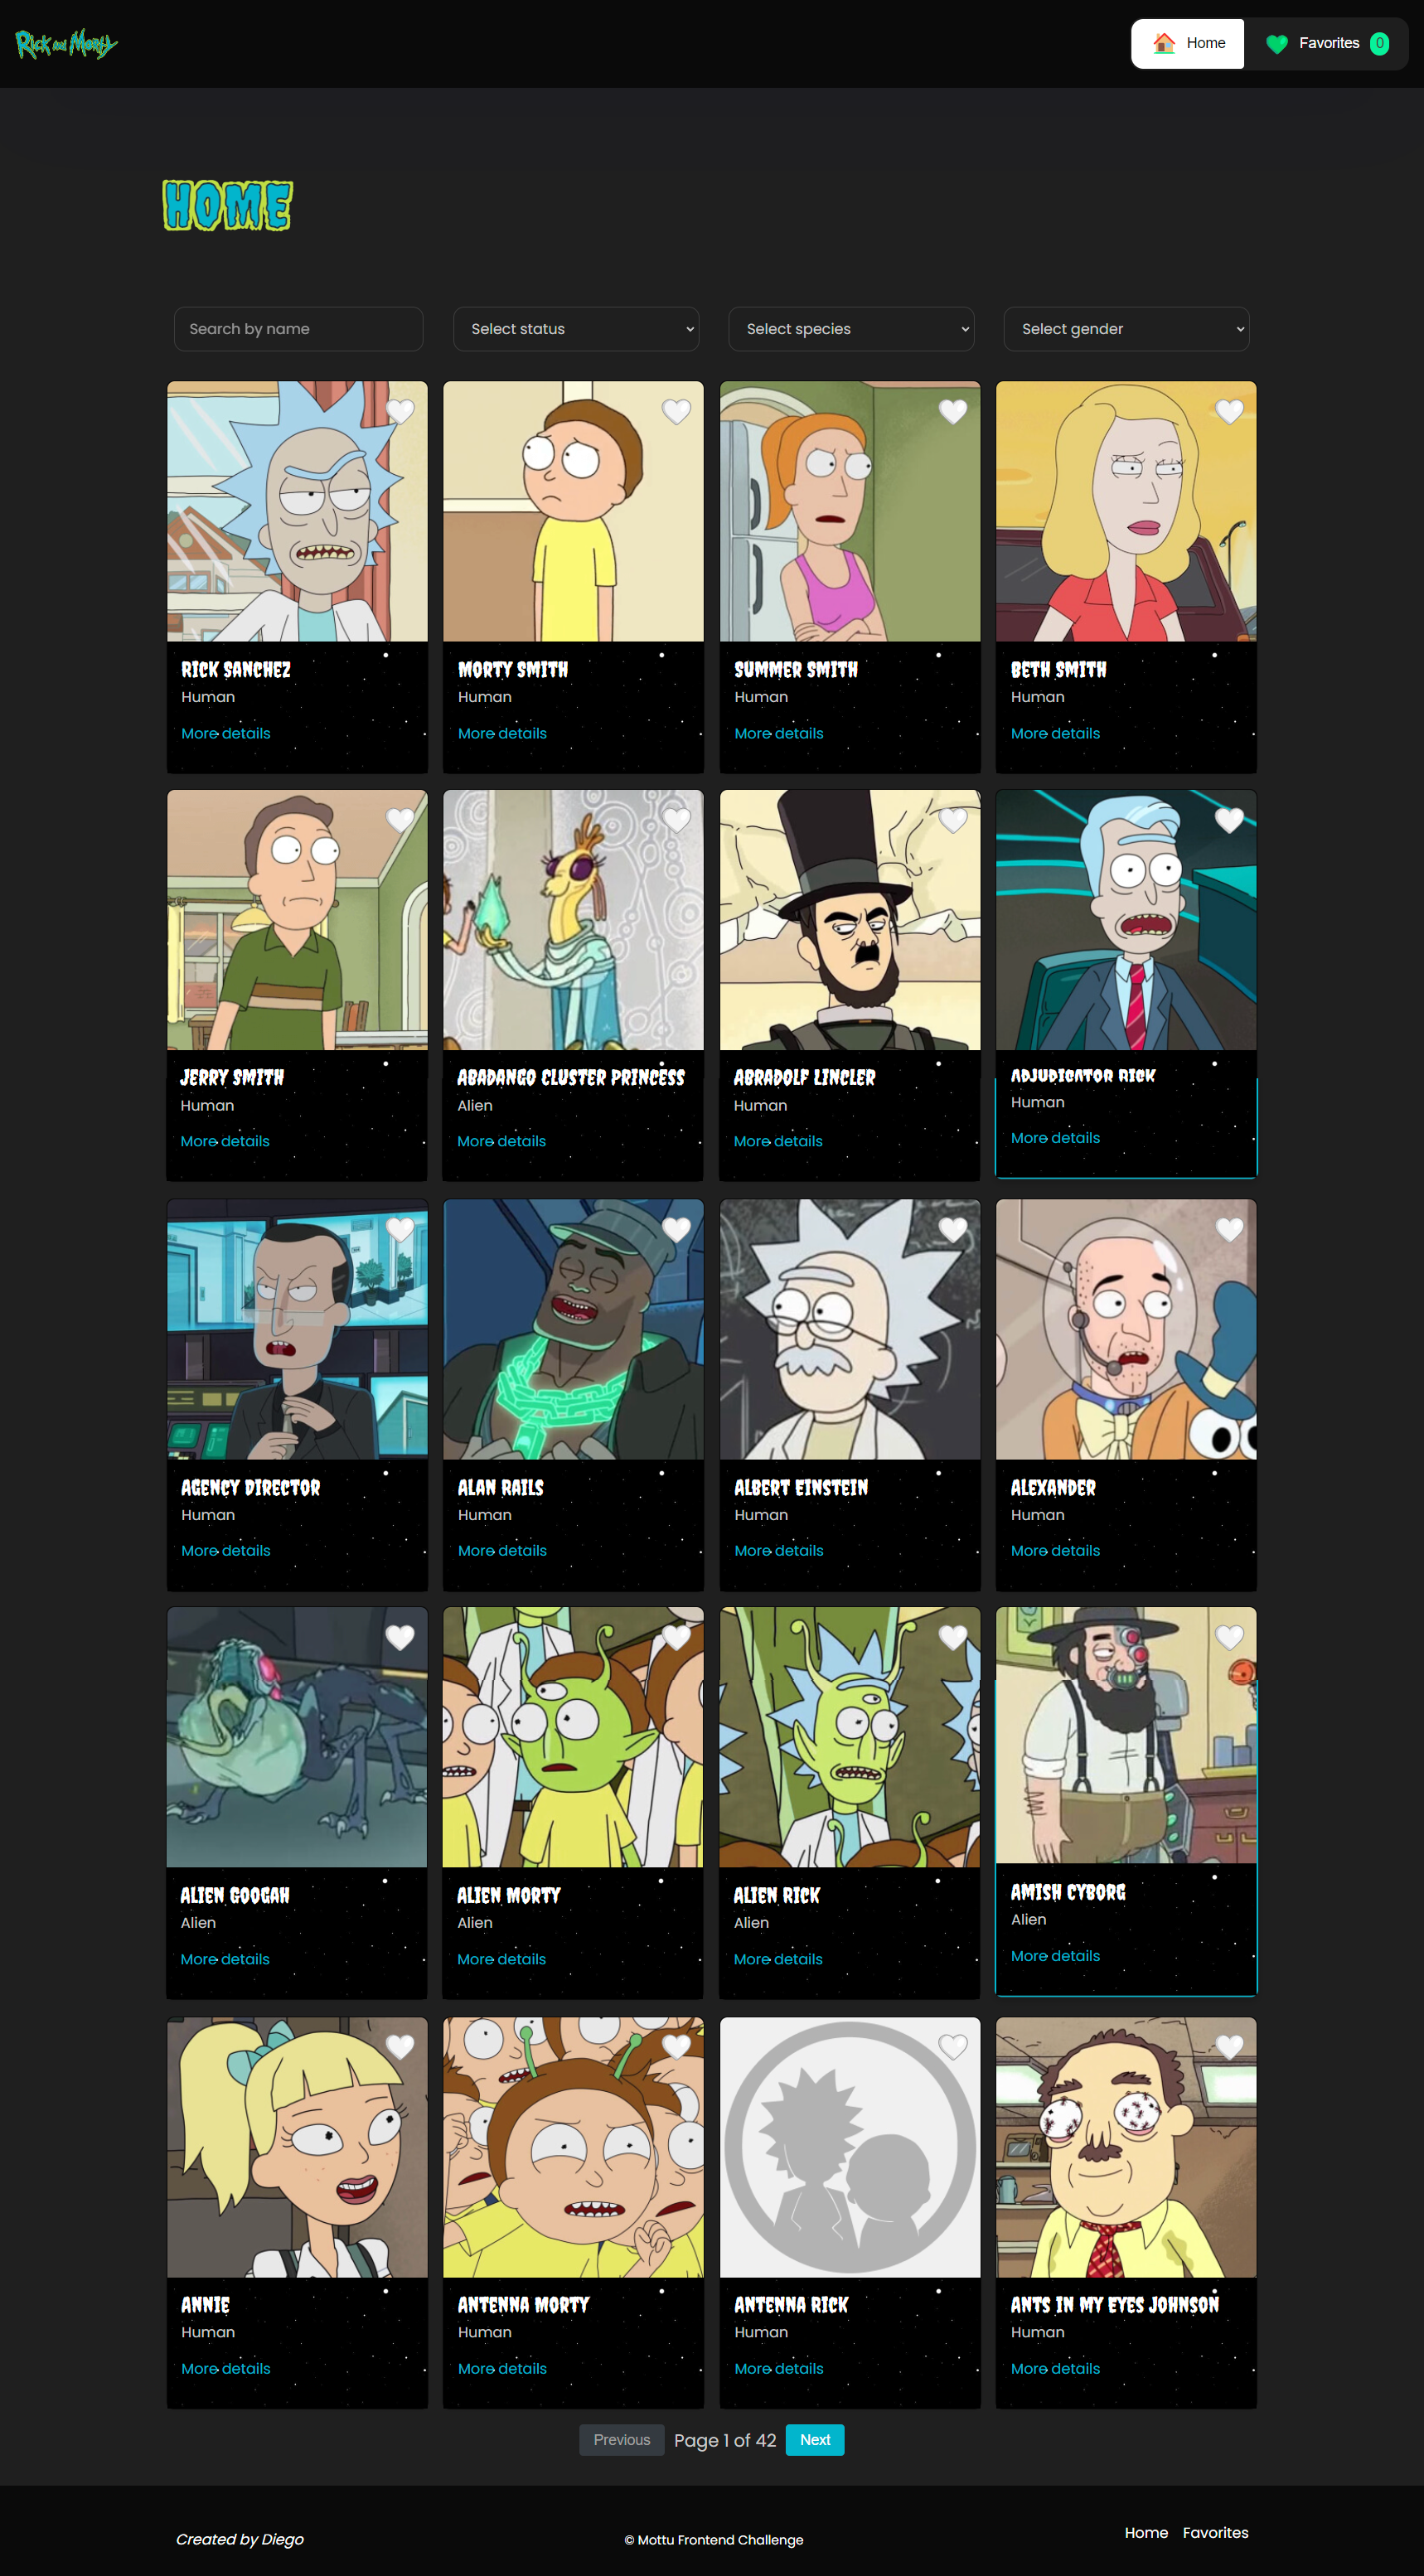 Rick and Morty
Home
Favorites 0
HOME
Search by name
Select status
Select species
Select gender
RICK SANCHEZ
Human
More details
MORTY SMITH
Human
More details
SUMMER SMITH
Human
More details
BETH SMITH
Human
More details
JERRY SMITH
Human
More details
ABADANGO CLUSTER PRINCESS
Alien
More details
ABRADOLF LINCLER
Human
More details
ADJUDICATOR RICK
Human
More details
AGENCY DIRECTOR
Human
More details
ALAN RAILS
Human
More details
ALBERT EINSTEIN
Human
More details
ALEXANDER
Human
More details
ALIEN GOOGAH
Alien
More details
ALIEN MORTY
Alien
More details
ALIEN RICK
Alien
More details
AMISH CYBORG
Alien
More details
ANNIE
Human
More details
ANTENNA MORTY
Human
More details
ANTENNA RICK
Human
More details
ANTS IN MY EYES JOHNSON
Human
More details
Previous
Page 1 of 42
Next
Created by Diego
© Mottu Frontend Challenge
Home
Favorites